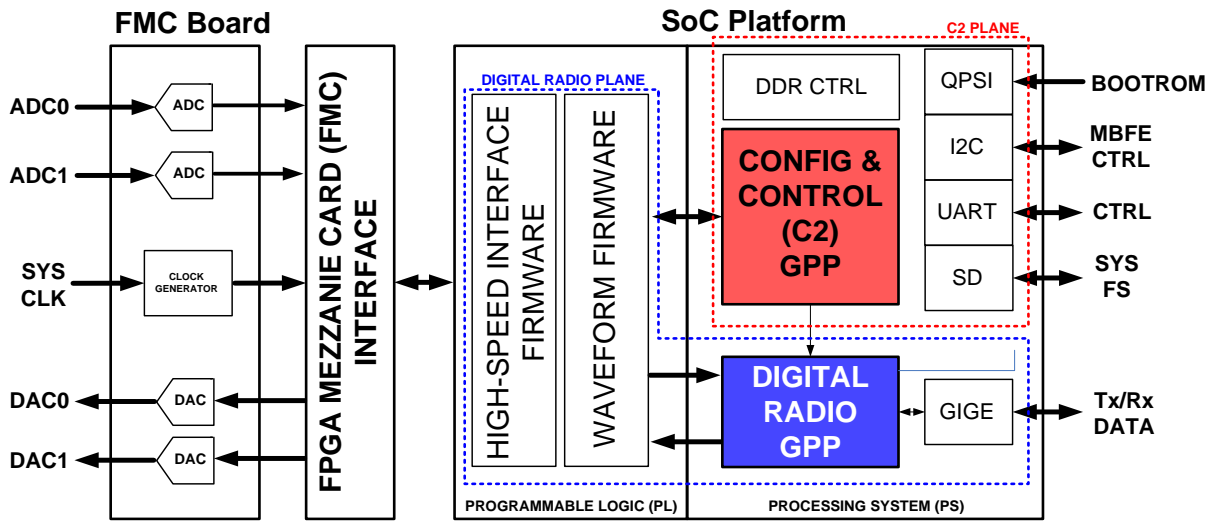 FMC Board
SoC Platform
C2 PLANE
DIGITAL RADIO PLANE
ADC0
ADC
ADC1
ADC
SYS
CLK
CLOCK
GENERATOR
DAC0
DAC
DAC1
DAC
FPGA MEZZANIE CARD (FMC)
INTERFACE
HIGH-SPEED INTERFACE
FIRMWARE
WAVEFORM FIRMWARE
DDR CTRL
CONFIG &
CONTROL
(C2)
GPP
QPSI
BOOTROM
I2C
MBFE
CTRL
UART
CTRL
SD
SYS
FS
DIGITAL
RADIO
GPP
GIGE
Tx/Rx
DATA
PROGRAMMABLE LOGIC (PL)
PROCESSING SYSTEM (PS)